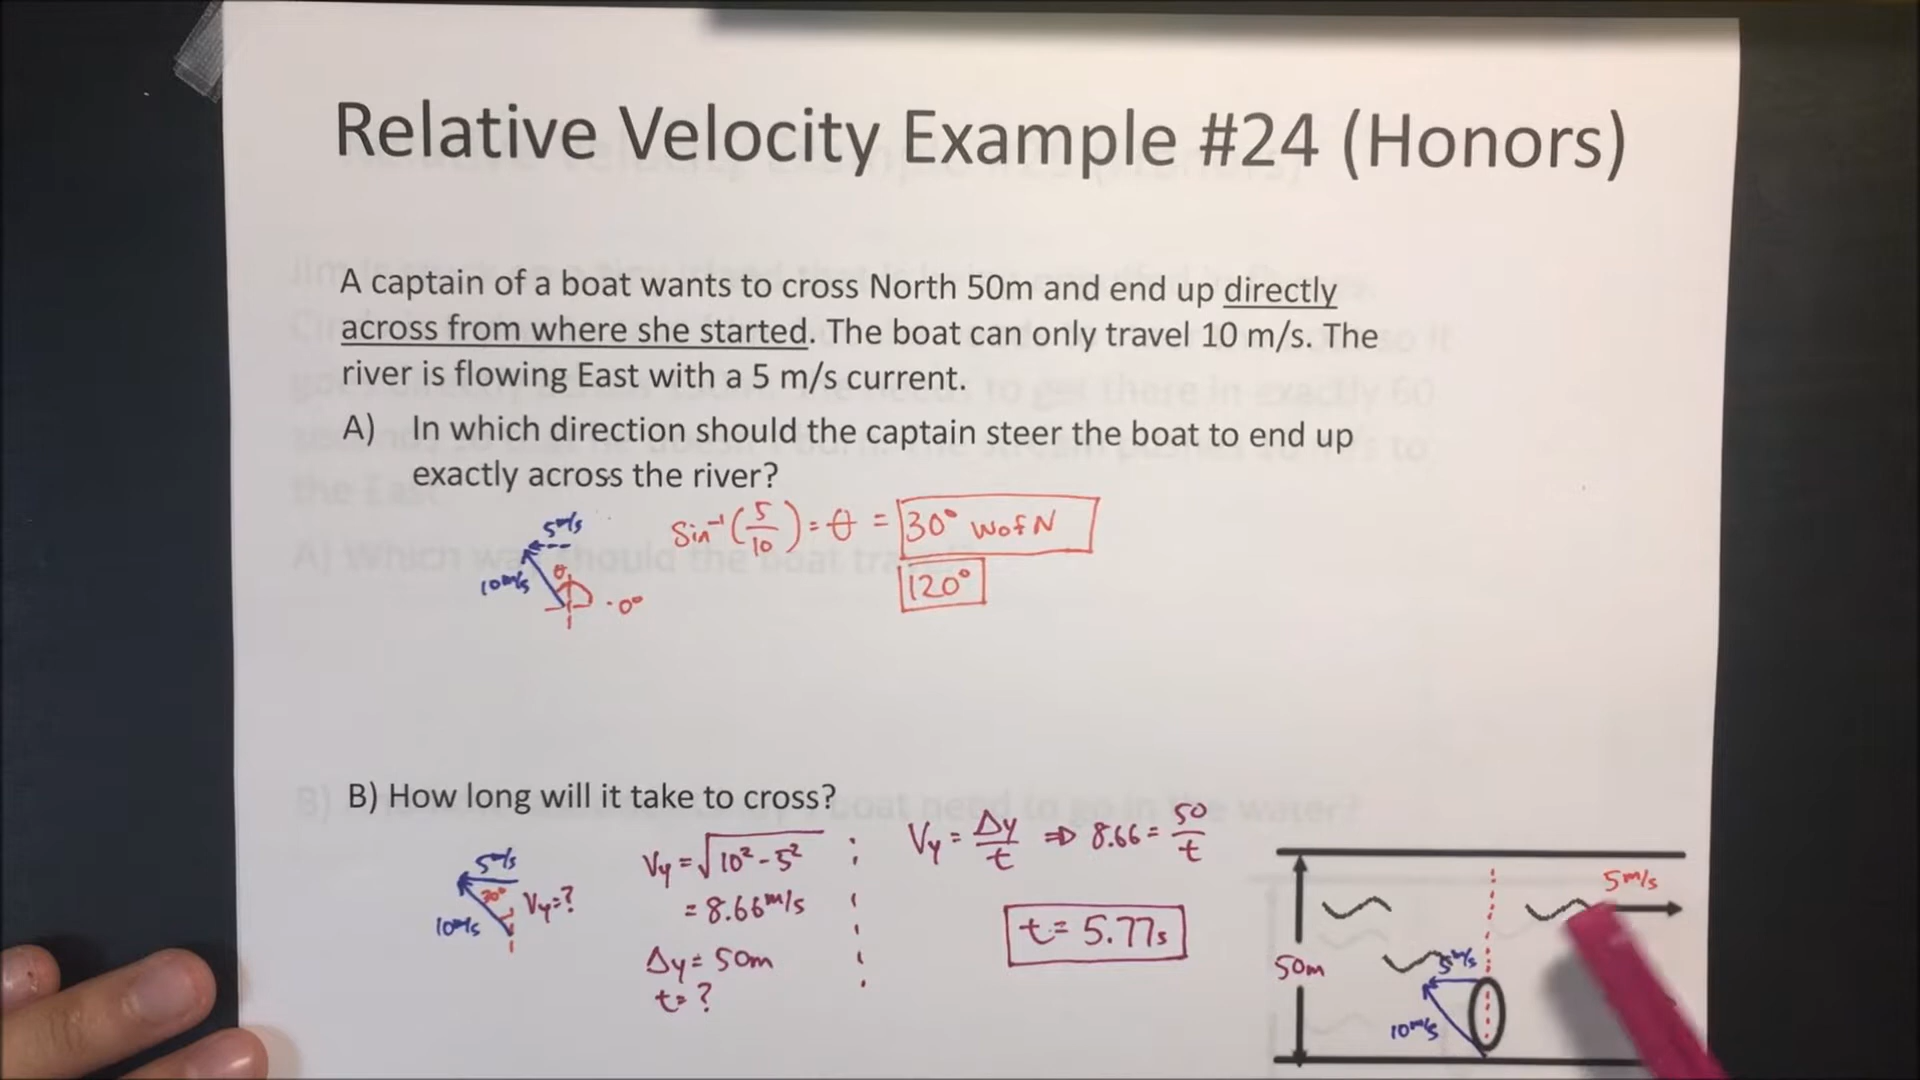 Relative Velocity Example #24 (Honors)
A captain of a boat wants to cross North 50m and end up directly
across from where she started. The boat can only travel 10 m/s. The
river is flowing East with a 5 m/s current.
A) In which direction should the captain steer the boat to end up
exactly across the river?
5m/s
10m/s
θ
0°
Sin⁻¹(5/10) = θ = 30° W of N
120°
B) How long will it take to cross?
5m/s
30°
Vy=?
10m/s
Vy = √10² - 5²
= 8.66 m/s
Δy = 50m
t = ?
Vy = Δy/t ⇒ 8.66 = 50/t
t = 5.77s
5m/s
50m
5m/s
10m/s